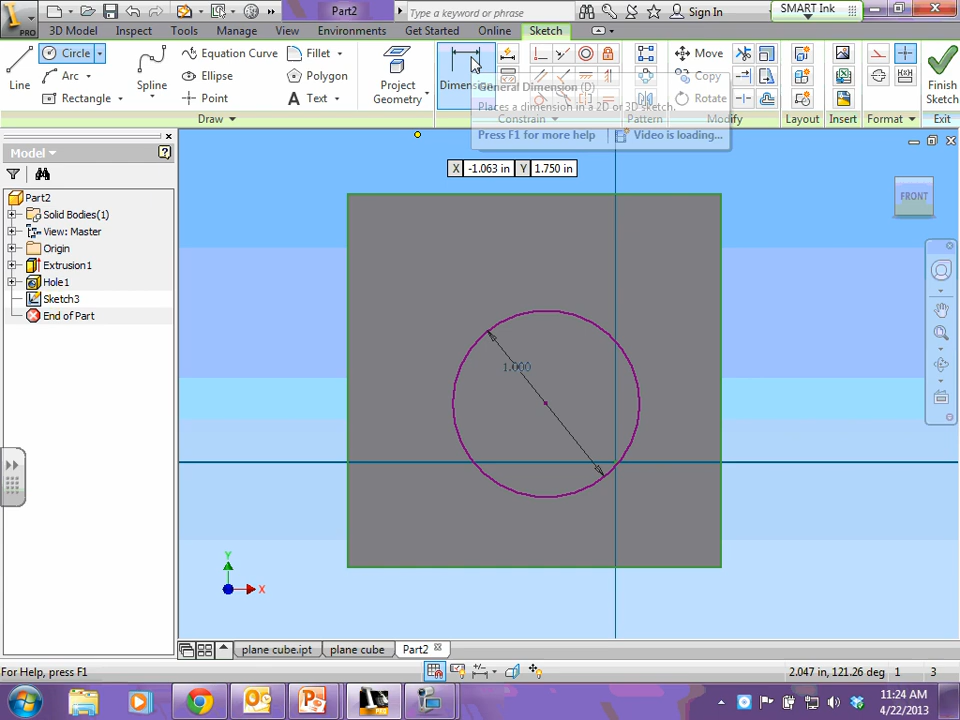 Part2
Type a keyword or phrase
Sign In
SMART Ink
PRO
3D Model
Inspect
Tools
Manage
View
Environments
Get Started
Online
Sketch
Line
Circle
Arc
Rectangle
Spline
Equation Curve
Ellipse
Point
Fillet
Polygon
Text
Project
Geometry
Move
Copy
Rotate
Layout
Insert
Format
Finish
Sketch
Exit
Draw
Constrain
Pattern
Modify
General Dimension (D)
Places a dimension in a 2D or 3D sketch.
Press F1 for more help
Video is loading...
Model
Part2
Solid Bodies(1)
View: Master
Origin
Extrusion1
Hole1
Sketch3
End of Part
X -1.063 in Y 1.750 in
FRONT
1.000
Y
X
plane cube.ipt
plane cube
Part2
For Help, press F1
2.047 in, 121.26 deg 1 3
PRO
11:24 AM
4/22/2013